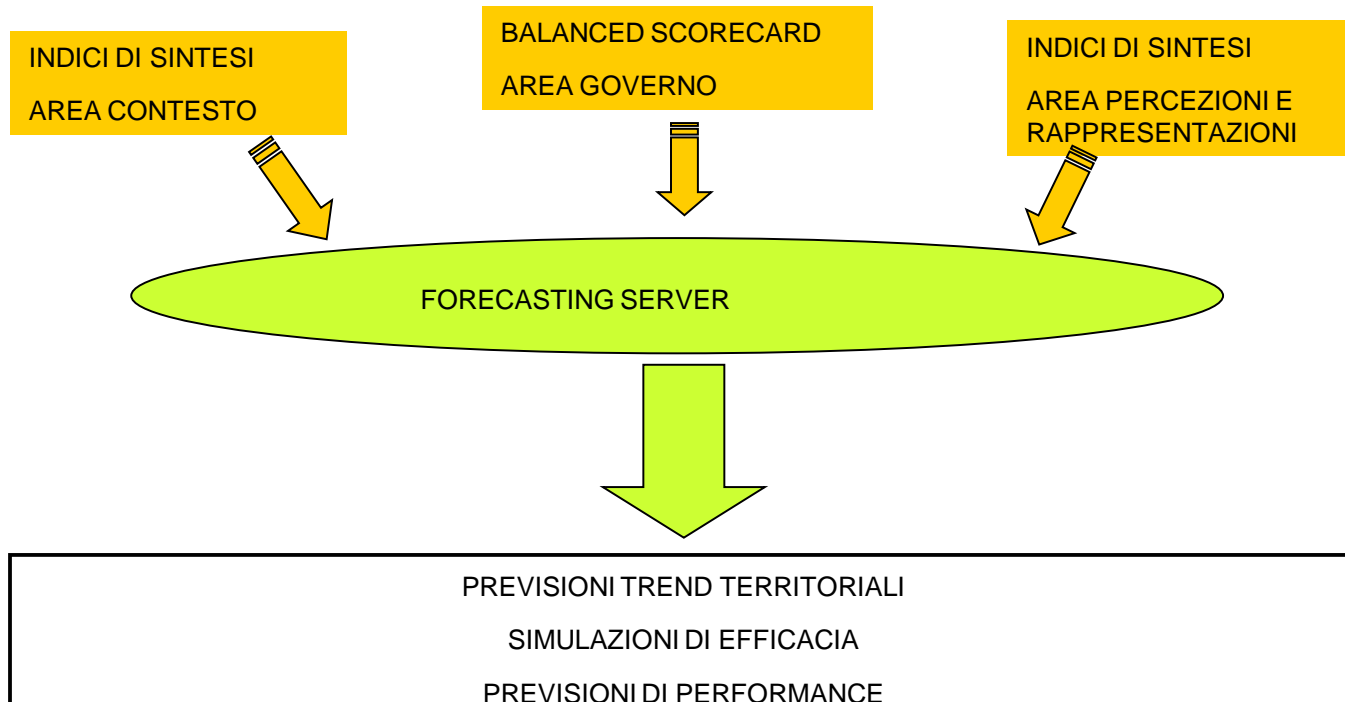 INDICI DI SINTESI
AREA CONTESTO
BALANCED SCORECARD
AREA GOVERNO
INDICI DI SINTESI
AREA PERCEZIONI E
RAPPRESENTAZIONI
FORECASTING SERVER
PREVISIONI TREND TERRITORIALI
SIMULAZIONI DI EFFICACIA
PREVISIONI DI PERFORMANCE